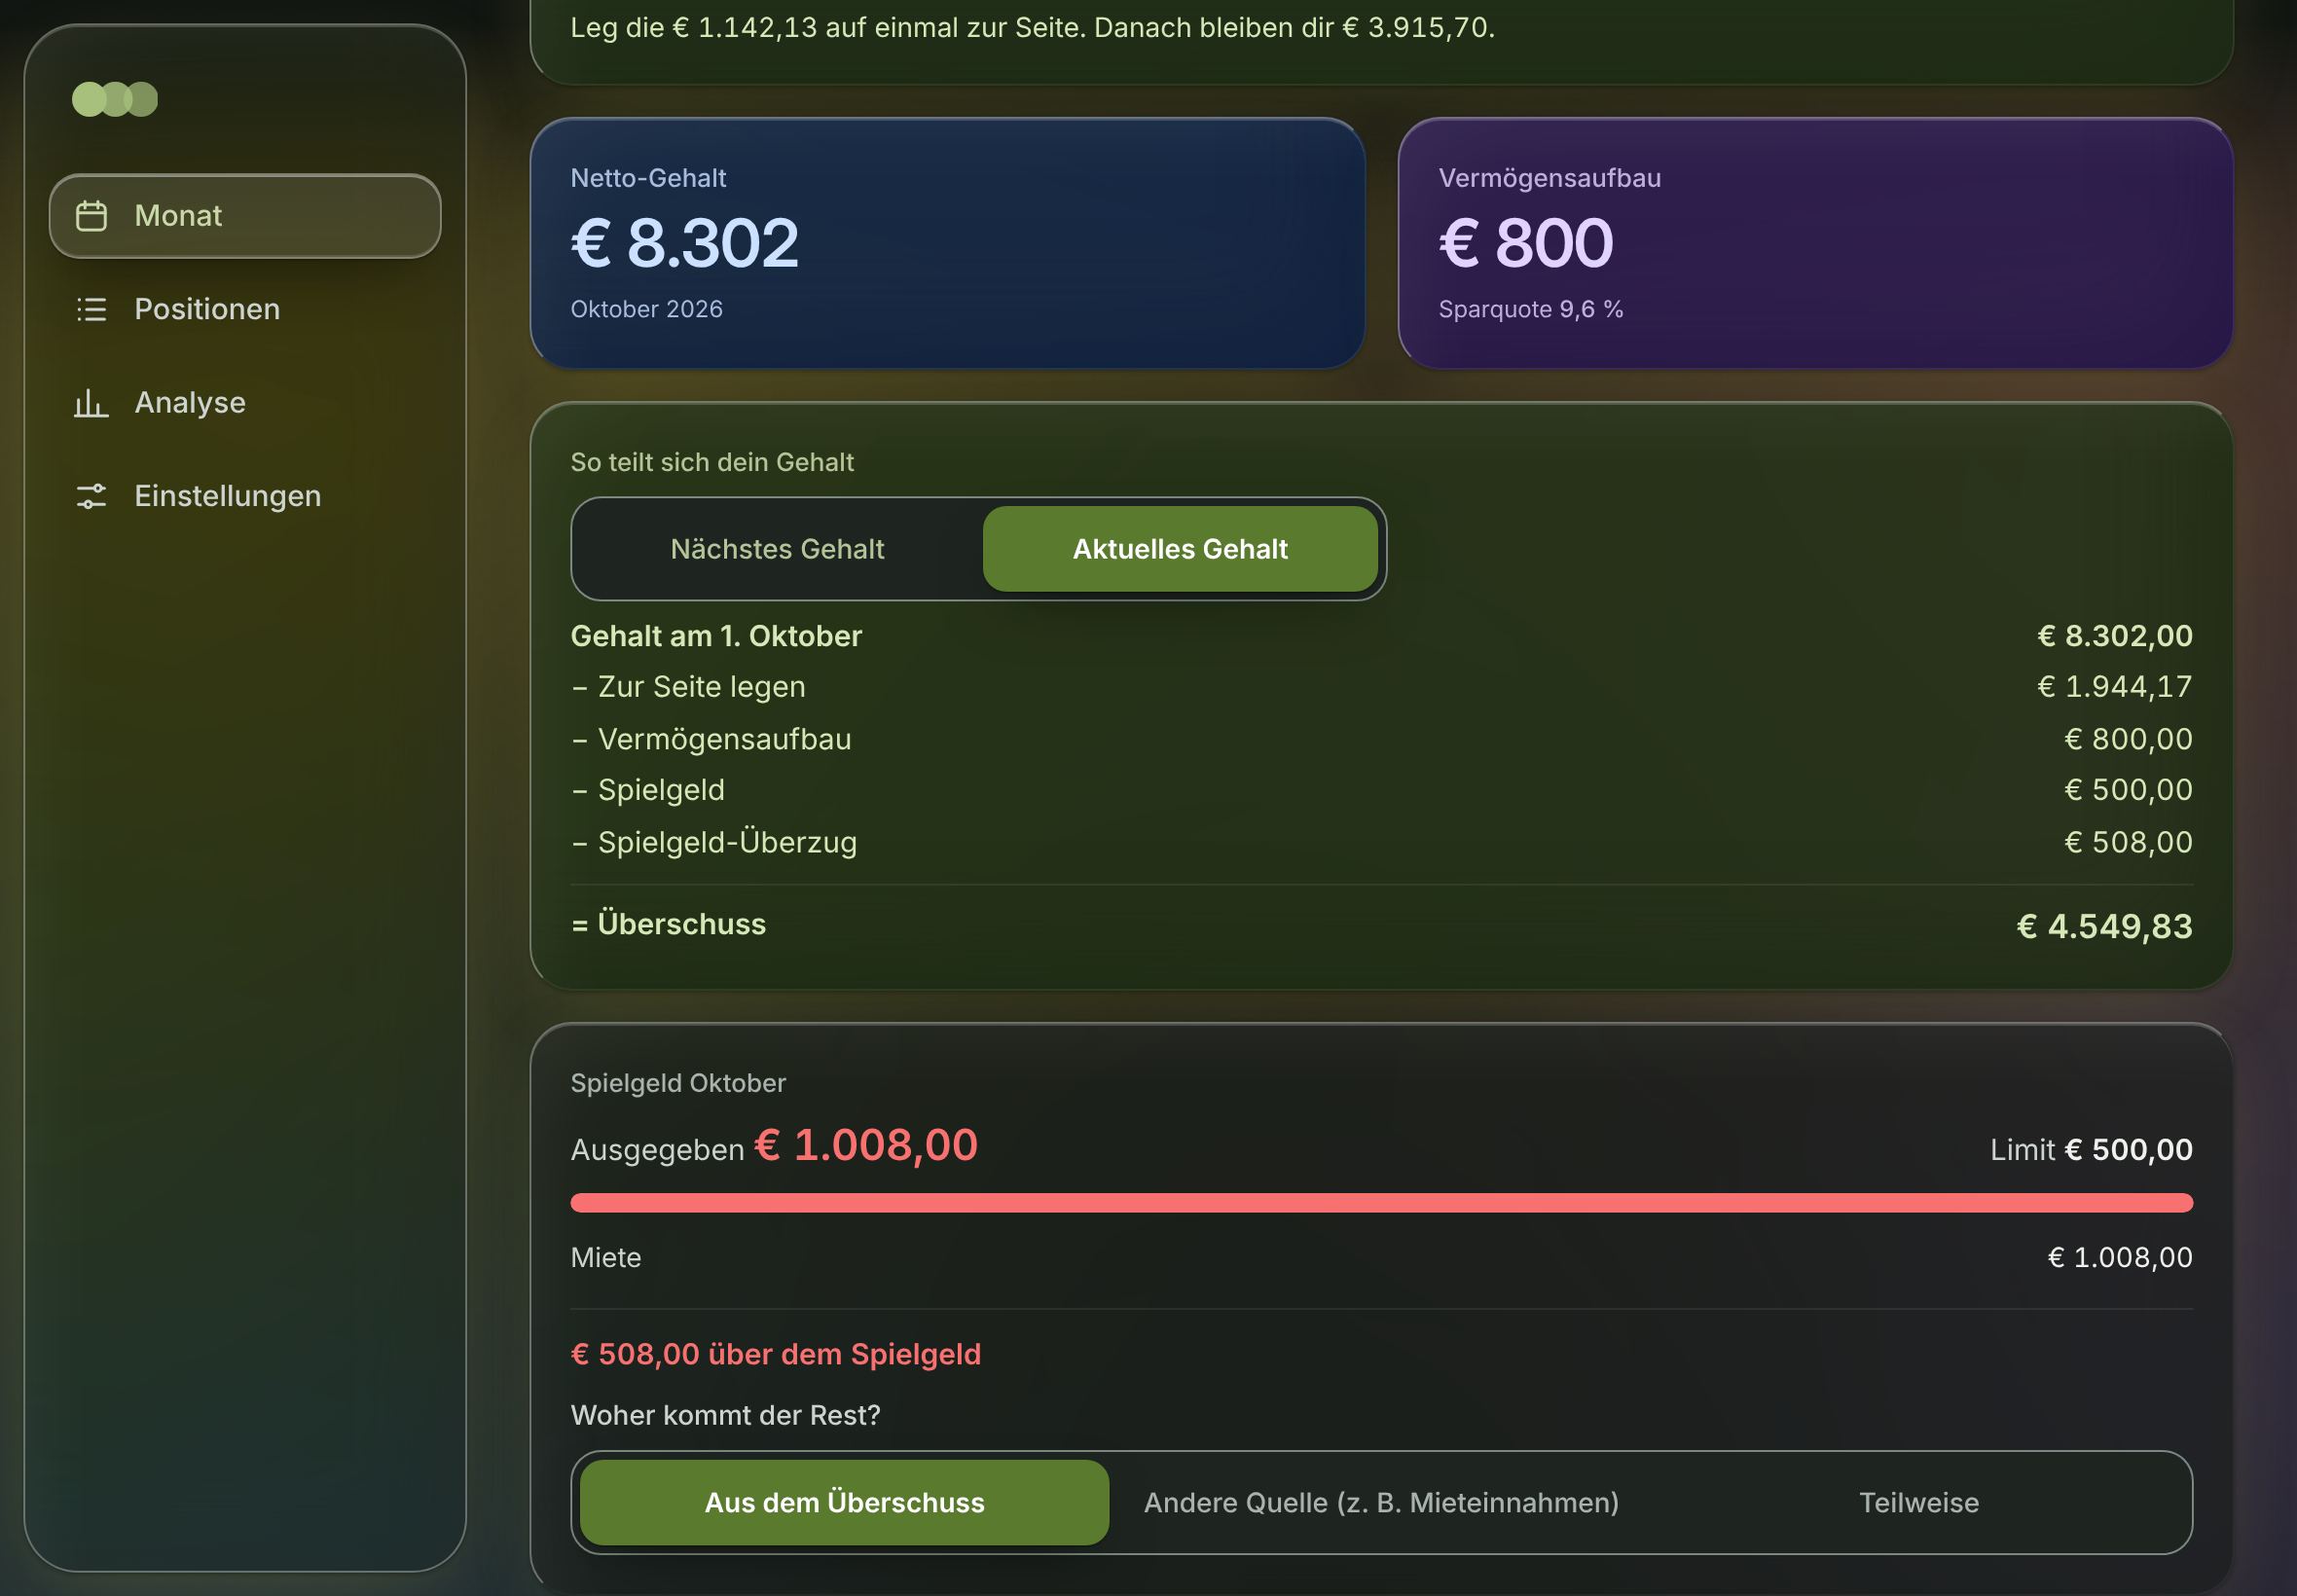 Leg die € 1.142,13 auf einmal zur Seite. Danach bleiben dir € 3.915,70.
Monat
Positionen
Analyse
Einstellungen
Netto-Gehalt
€ 8.302
Oktober 2026
Vermögensaufbau
€ 800
Sparquote 9,6 %
So teilt sich dein Gehalt
Nächstes Gehalt Aktuelles Gehalt
Gehalt am 1. Oktober € 8.302,00
– Zur Seite legen € 1.944,17
– Vermögensaufbau € 800,00
– Spielgeld € 500,00
– Spielgeld-Überzug € 508,00
= Überschuss € 4.549,83
Spielgeld Oktober
Ausgegeben € 1.008,00 Limit € 500,00
Miete € 1.008,00
€ 508,00 über dem Spielgeld
Woher kommt der Rest?
Aus dem Überschuss Andere Quelle (z. B. Mieteinnahmen) Teilweise